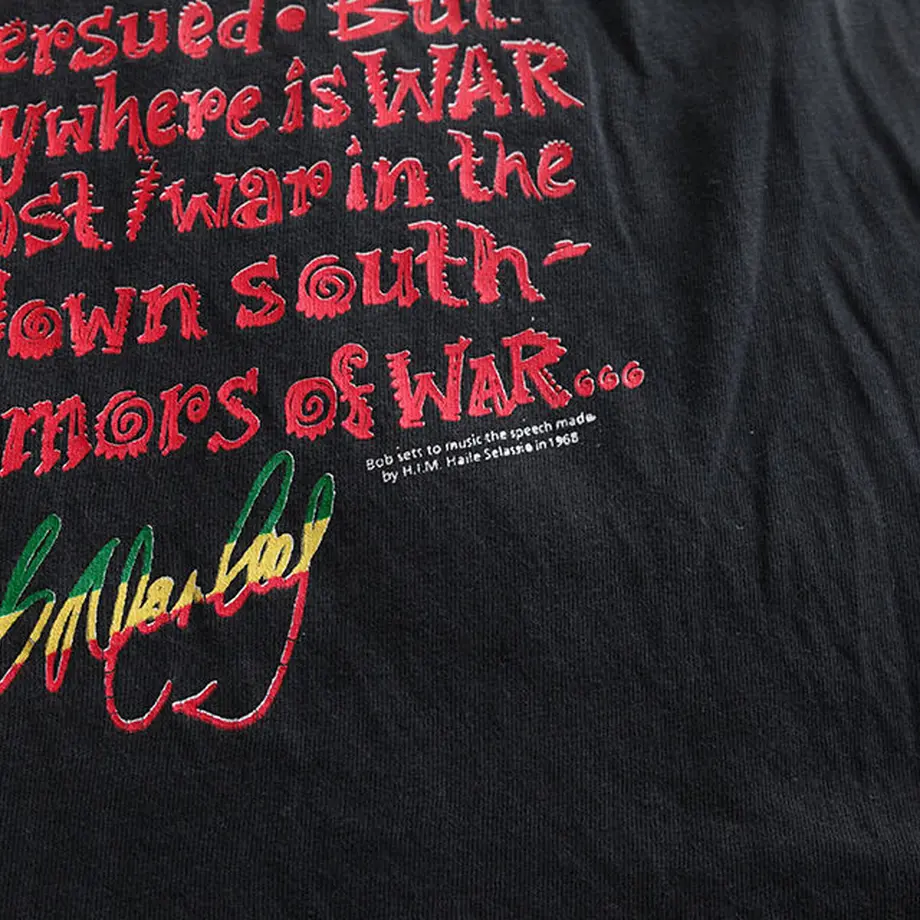 ersued. But
ywhere is WAR
st / war in the
down south-
mors of WAR...
Bob sets to music the speech made
by H.I.M. Haile Selassie in 1968